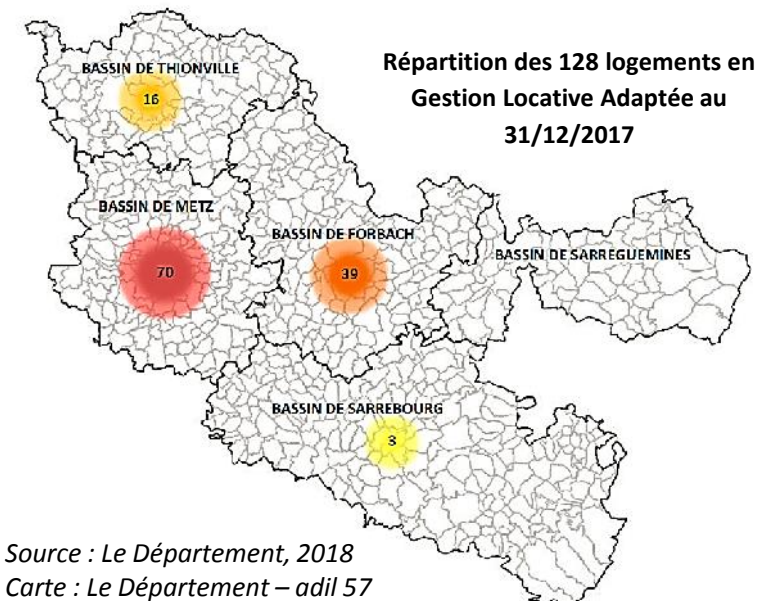 Répartition des 128 logements en
Gestion Locative Adaptée au
31/12/2017
BASSIN DE THIONVILLE
16
BASSIN DE METZ
70
BASSIN DE FORBACH
39
BASSIN DE SARREGUEMINES
BASSIN DE SARREBOURG
3
Source : Le Département, 2018
Carte : Le Département – adil 57